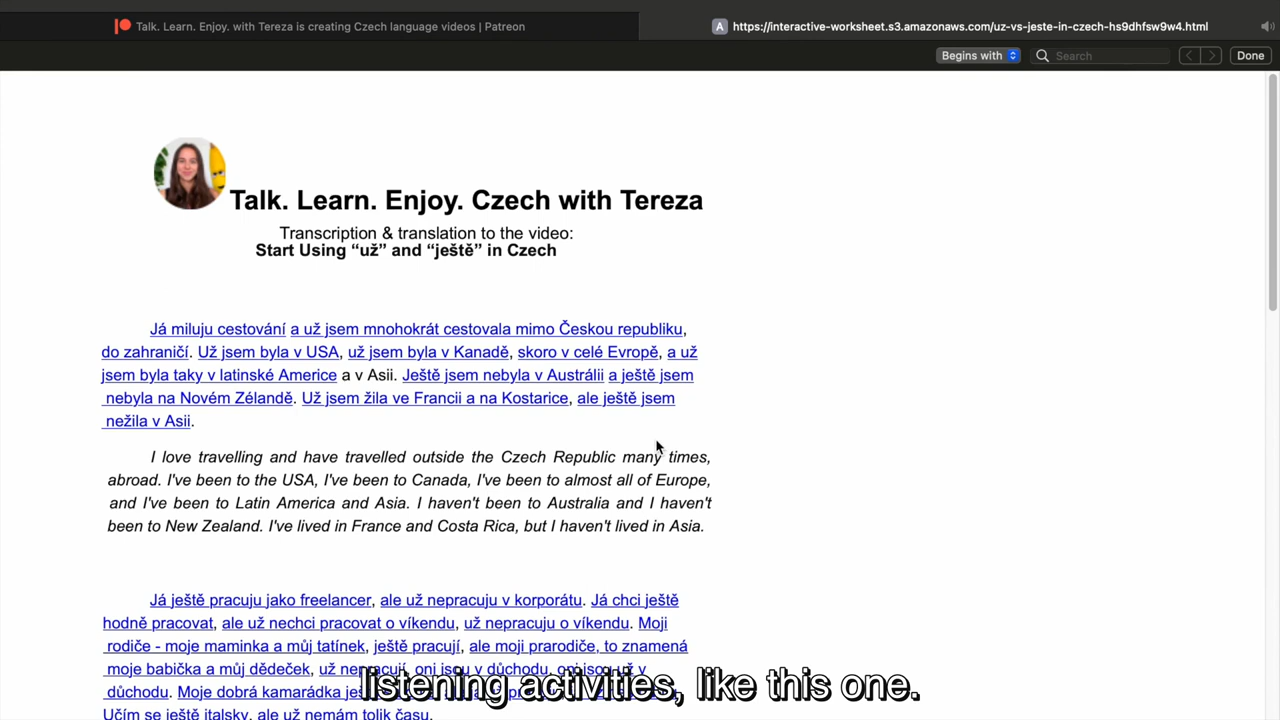 Talk. Learn. Enjoy. with Tereza is creating Czech language videos | Patreon
A https://interactive-worksheet.s3.amazonaws.com/uz-vs-jeste-in-czech-hs9dhfsw9w4.html
Begins with
Search
Done
Talk. Learn. Enjoy. Czech with Tereza
Transcription & translation to the video:
Start Using “už” and “ještě” in Czech
Já miluju cestování a už jsem mnohokrát cestovala mimo Českou republiku,
do zahraničí. Už jsem byla v USA, už jsem byla v Kanadě, skoro v celé Evropě, a už
jsem byla taky v latinské Americe a v Asii. Ještě jsem nebyla v Austrálii a ještě jsem
nebyla na Novém Zélandě. Už jsem žila ve Francii a na Kostarice, ale ještě jsem
nežila v Asii.
I love travelling and have travelled outside the Czech Republic many times,
abroad. I've been to the USA, I've been to Canada, I've been to almost all of Europe,
and I've been to Latin America and Asia. I haven't been to Australia and I haven't
been to New Zealand. I've lived in France and Costa Rica, but I haven't lived in Asia.
Já ještě pracuju jako freelancer, ale už nepracuju v korporátu. Já chci ještě
hodně pracovat, ale už nechci pracovat o víkendu, už nepracuju o víkendu. Moji
rodiče - moje maminka a můj tatínek, ještě pracují, ale moji prarodiče, to znamená
moje babička a můj dědeček, už nepracují, oni jsou v důchodu, oni jsou už v
důchodu. Moje dobrá kamarádka
Učím se ještě italsky, ale už nemám tolik času.
listening activities, like this one.